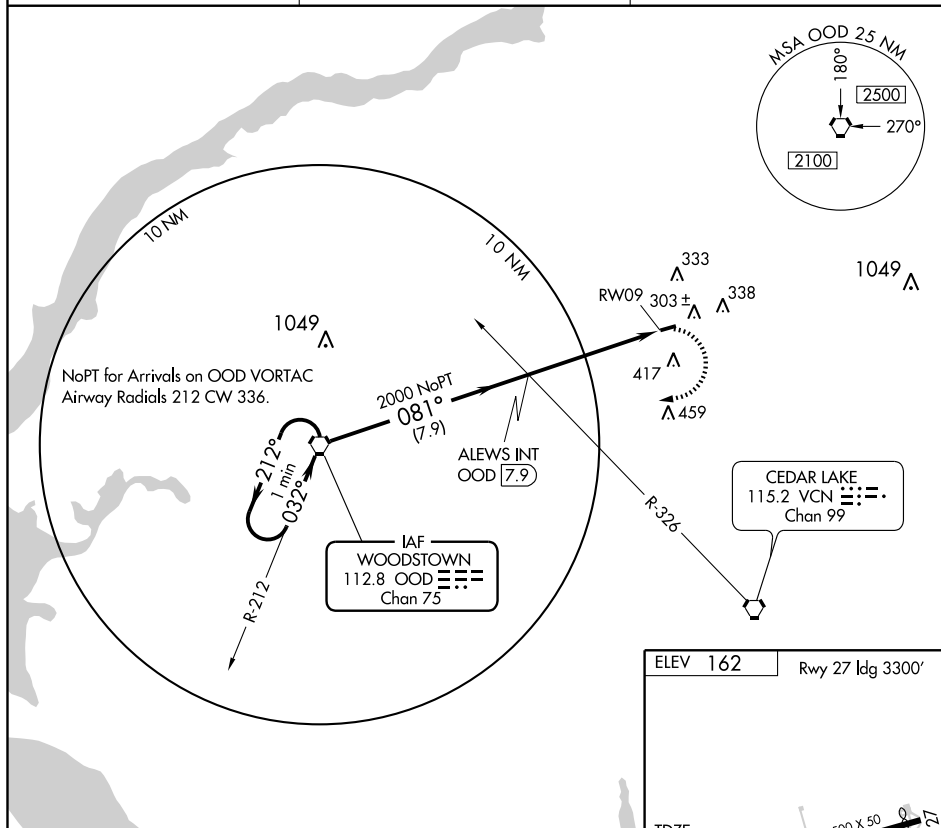 MSA OOD 25 NM
180°
2500
270°
2100
10 NM
10 NM
333
RW09
303 ±
338
1049
1049
417
459
NoPT for Arrivals on OOD VORTAC
Airway Radials 212 CW 336.
2000 NoPT
081°
(7.9)
ALEWS INT
OOD 7.9
212°
1 min
032°
R-212
R-326
IAF
WOODSTOWN
112.8 OOD
Chan 75
CEDAR LAKE
115.2 VCN
Chan 99
ELEV 162
Rwy 27 ldg 3300'
X 50
27